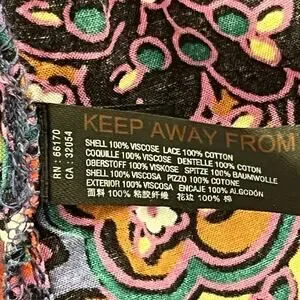 KEEP AWAY FROM
SHELL 100% VISCOSE LACE 100% COTTON
COQUILLE 100% VISCOSE DENTELLE 100% COTON
OBERSTOFF 100% VISKOSE SPITZE 100% BAUMWOLLE
SHELL 100% VISCOSA PIZZO 100% COTONE
EXTERIOR 100% VISCOSA ENCAJE 100% ALGODÓN
面料 100% 粘胶纤维 花边 100% 棉
RN : 66170
CA : 32054